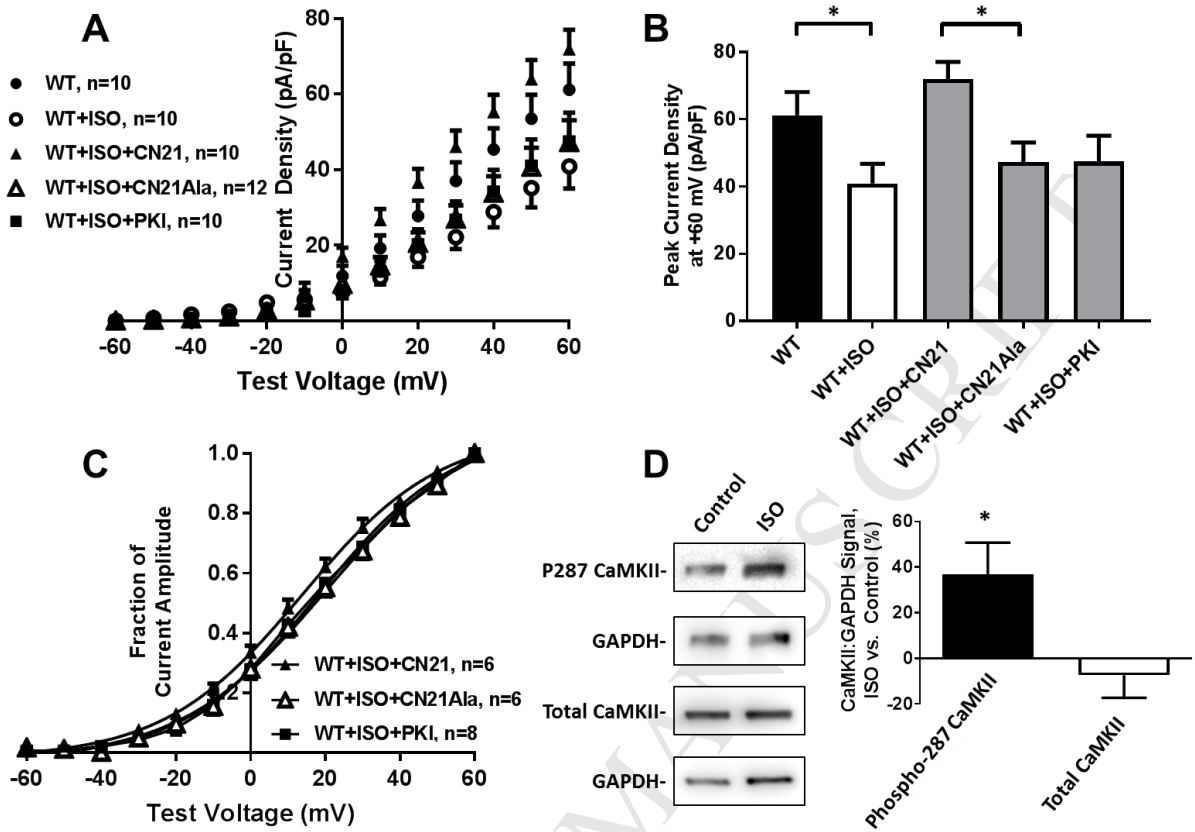 A
WT, n=10
WT+ISO, n=10
WT+ISO+CN21, n=10
WT+ISO+CN21Ala, n=12
WT+ISO+PKI, n=10
Current Density (pA/pF)
80
60
40
20
-60
-40
-20
0
20
40
60
Test Voltage (mV)
B
*
*
Peak Current Density
at +60 mV (pA/pF)
80
60
40
20
0
WT
WT+ISO
WT+ISO+CN21
WT+ISO+CN21Ala
WT+ISO+PKI
C
Fraction of
Current Amplitude
1.0
0.8
0.6
0.4
WT+ISO+CN21, n=6
WT+ISO+CN21Ala, n=6
WT+ISO+PKI, n=8
-60
-40
-20
0
20
40
60
Test Voltage (mV)
D
Control
ISO
P287 CaMKII-
GAPDH-
Total CaMKII-
GAPDH-
CaMKII:GAPDH Signal,
ISO vs. Control (%)
60
40
20
0
-20
*
Phospho-287 CaMKII
Total CaMKII